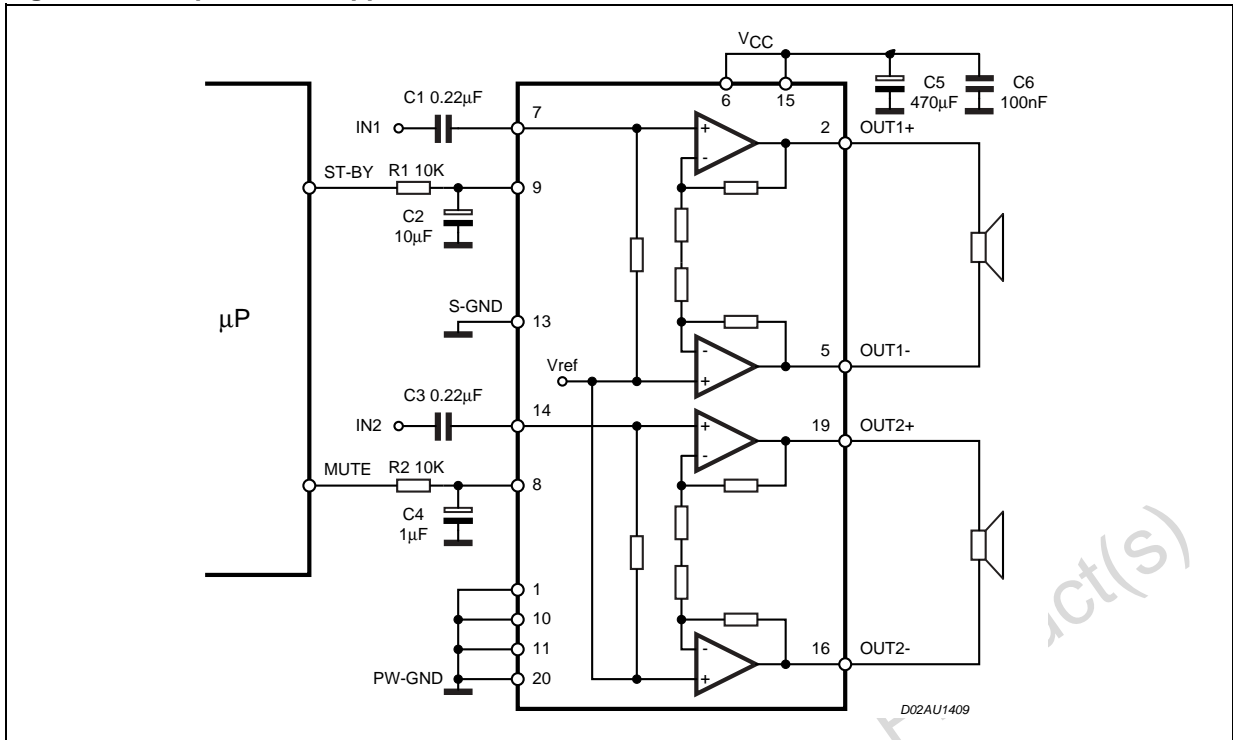 VCC
C1 0.22µF
7
6
15
C5
470µF
C6
100nF
IN1
2
OUT1+
ST-BY
R1 10K
9
C2
10µF
S-GND
13
µP
Vref
5
OUT1-
C3 0.22µF
14
IN2
19
OUT2+
MUTE
R2 10K
8
C4
1µF
1
10
11
PW-GND
20
16
OUT2-
+
-
-
+
+
-
-
+
D02AU1409
uct(s)